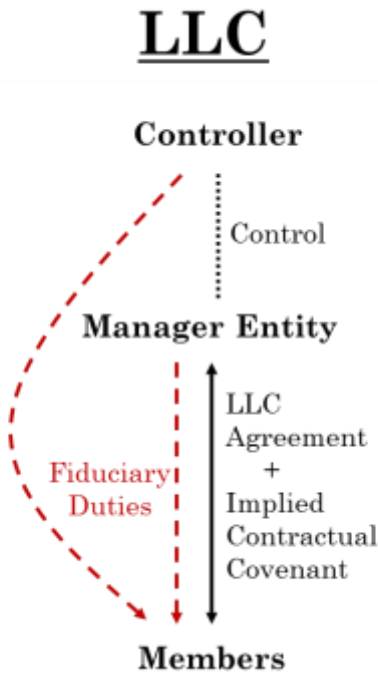 LLC
Controller
Control
Manager Entity
LLC
Agreement
+
Implied
Contractual
Covenant
Fiduciary
Duties
Members